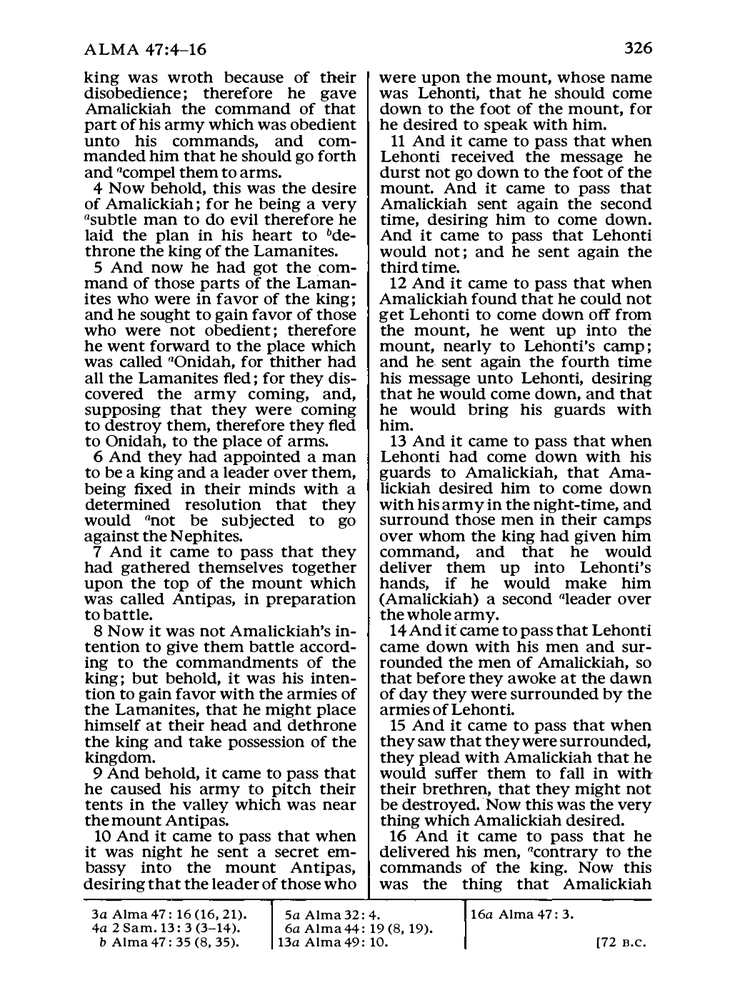 ALMA 47:4–16
326
king was wroth because of their
disobedience; therefore he gave
Amalickiah the command of that
part of his army which was obedient
unto his commands, and com-
manded him that he should go forth
and acompel them to arms.
4 Now behold, this was the desire
of Amalickiah; for he being a very
asubtle man to do evil therefore he
laid the plan in his heart to bde-
throne the king of the Lamanites.
5 And now he had got the com-
mand of those parts of the Laman-
ites who were in favor of the king;
and he sought to gain favor of those
who were not obedient; therefore
he went forward to the place which
was called aOnidah, for thither had
all the Lamanites fled; for they dis-
covered the army coming, and,
supposing that they were coming
to destroy them, therefore they fled
to Onidah, to the place of arms.
6 And they had appointed a man
to be a king and a leader over them,
being fixed in their minds with a
determined resolution that they
would anot be subjected to go
against the Nephites.
7 And it came to pass that they
had gathered themselves together
upon the top of the mount which
was called Antipas, in preparation
to battle.
8 Now it was not Amalickiah's in-
tention to give them battle accord-
ing to the commandments of the
king; but behold, it was his inten-
tion to gain favor with the armies of
the Lamanites, that he might place
himself at their head and dethrone
the king and take possession of the
kingdom.
9 And behold, it came to pass that
he caused his army to pitch their
tents in the valley which was near
the mount Antipas.
10 And it came to pass that when
it was night he sent a secret em-
bassy into the mount Antipas,
desiring that the leader of those who
were upon the mount, whose name
was Lehonti, that he should come
down to the foot of the mount, for
he desired to speak with him.
11 And it came to pass that when
Lehonti received the message he
durst not go down to the foot of the
mount. And it came to pass that
Amalickiah sent again the second
time, desiring him to come down.
And it came to pass that Lehonti
would not; and he sent again the
third time.
12 And it came to pass that when
Amalickiah found that he could not
get Lehonti to come down off from
the mount, he went up into the
mount, nearly to Lehonti's camp;
and he sent again the fourth time
his message unto Lehonti, desiring
that he would come down, and that
he would bring his guards with
him.
13 And it came to pass that when
Lehonti had come down with his
guards to Amalickiah, that Ama-
lickiah desired him to come down
with his army in the night-time, and
surround those men in their camps
over whom the king had given him
command, and that he would
deliver them up into Lehonti's
hands, if he would make him
(Amalickiah) a second aleader over
the whole army.
14 And it came to pass that Lehonti
came down with his men and sur-
rounded the men of Amalickiah, so
that before they awoke at the dawn
of day they were surrounded by the
armies of Lehonti.
15 And it came to pass that when
they saw that they were surrounded,
they plead with Amalickiah that he
would suffer them to fall in with
their brethren, that they might not
be destroyed. Now this was the very
thing which Amalickiah desired.
16 And it came to pass that he
delivered his men, acontrary to the
commands of the king. Now this
was the thing that Amalickiah
3a Alma 47: 16 (16, 21).
4a 2 Sam. 13: 3 (3–14).
b Alma 47: 35 (8, 35).
5a Alma 32: 4.
6a Alma 44: 19 (8, 19).
13a Alma 49: 10.
16a Alma 47: 3.
[72 B.C.